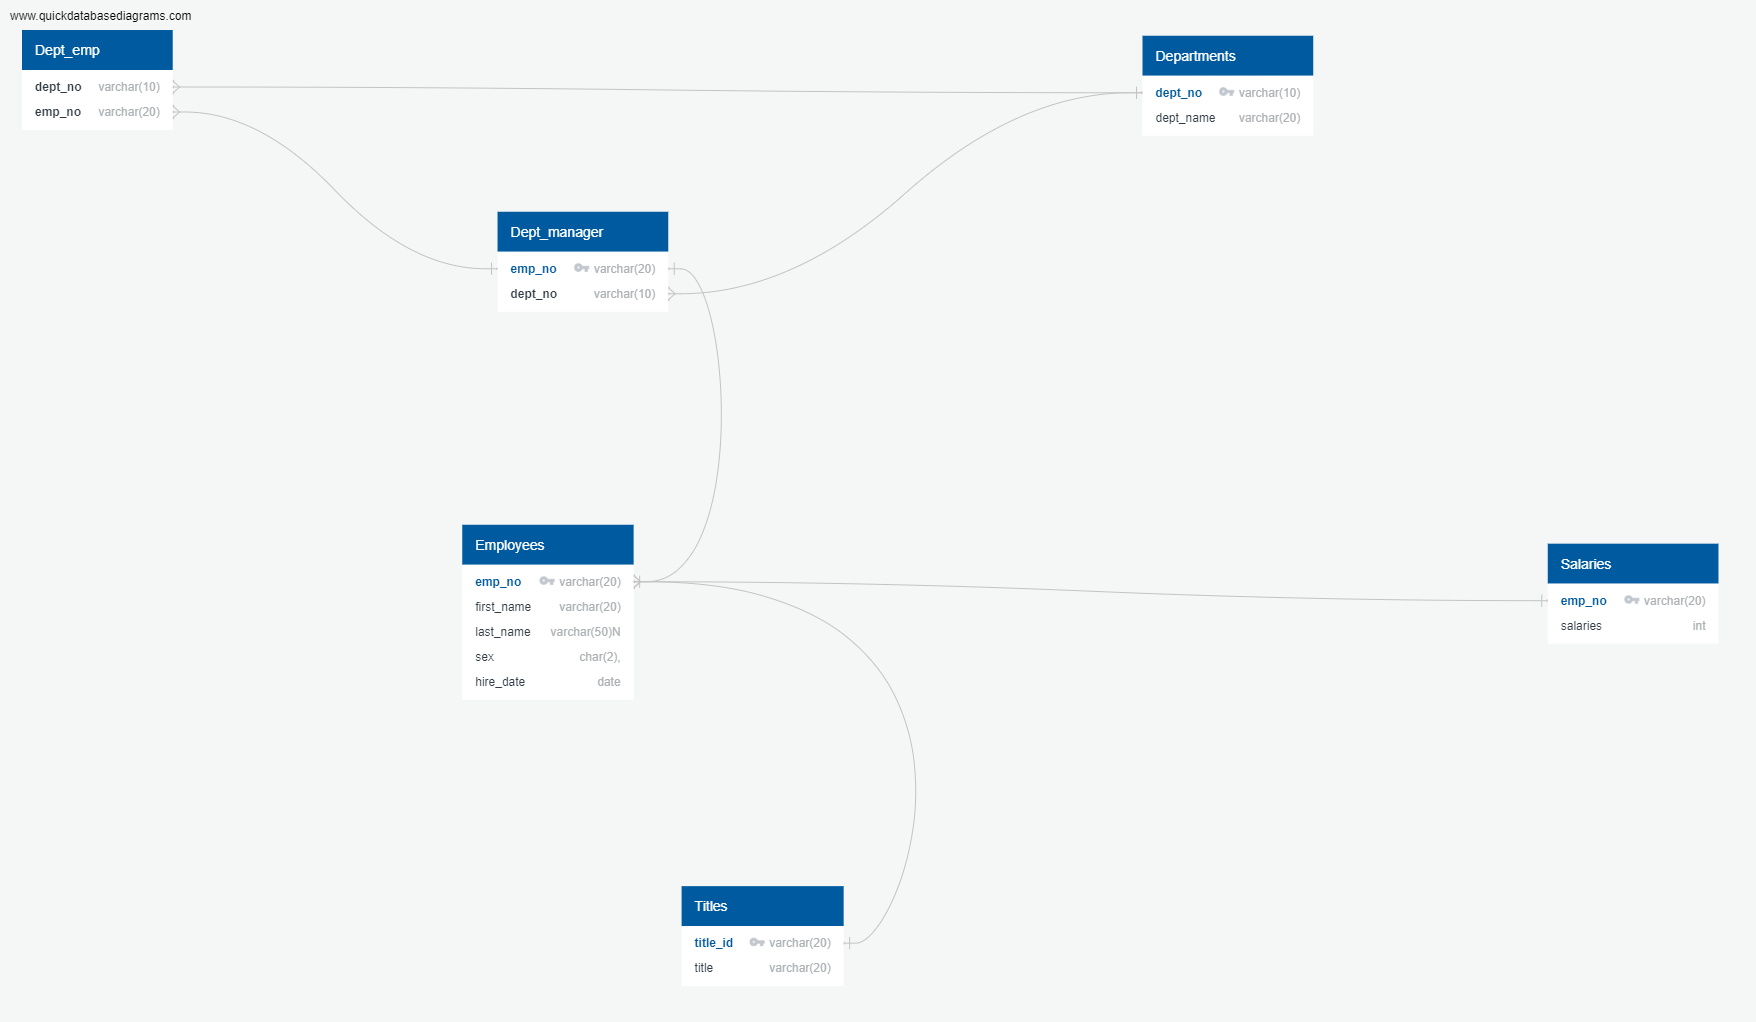 www.quickdatabasediagrams.com
Dept_emp
dept_no varchar(10)
emp_no varchar(20)
Departments
dept_no varchar(10)
dept_name varchar(20)
Dept_manager
emp_no varchar(20)
dept_no varchar(10)
Employees
emp_no varchar(20)
first_name varchar(20)
last_name varchar(50)N
sex char(2),
hire_date date
Salaries
emp_no varchar(20)
salaries int
Titles
title_id varchar(20)
title varchar(20)